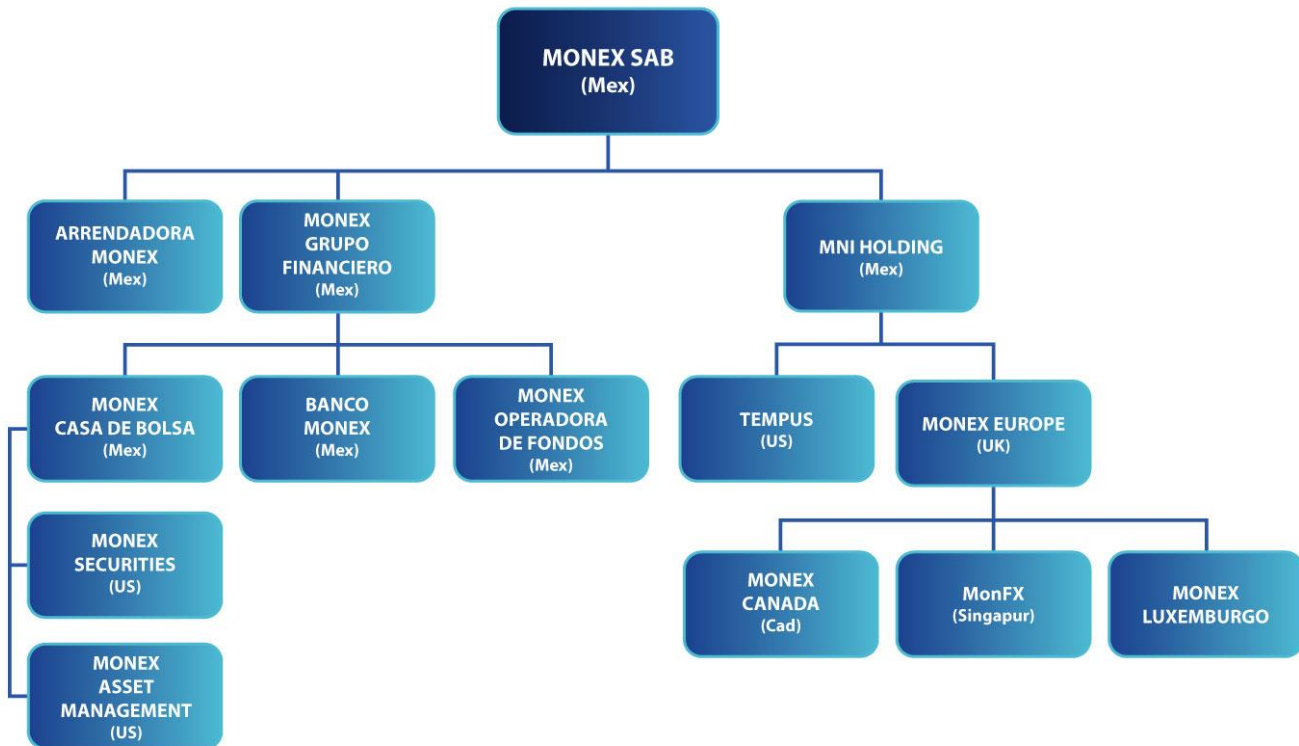 MONEX SAB
(Mex)
ARRENDADORA
MONEX
(Mex)
MONEX
GRUPO
FINANCIERO
(Mex)
MNI HOLDING
(Mex)
MONEX
CASA DE BOLSA
(Mex)
BANCO
MONEX
(Mex)
MONEX
OPERADORA
DE FONDOS
(Mex)
TEMPUS
(US)
MONEX EUROPE
(UK)
MONEX
SECURITIES
(US)
MONEX
CANADA
(Cad)
MonFX
(Singapur)
MONEX
LUXEMBURGO
MONEX
ASSET
MANAGEMENT
(US)